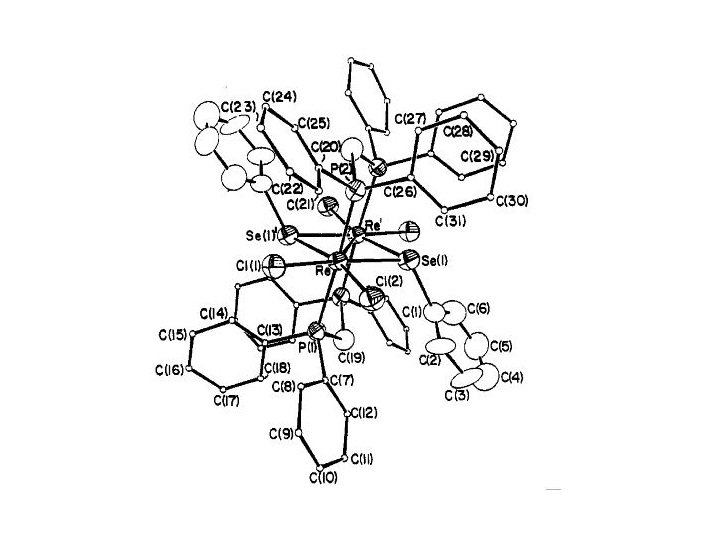 C(24)
C(23)
C(25)
C(27)
C(28)
C(20)
P(2)
C(29)
C(22)
C(26)
C(21)
C(30)
C(31)
Re'
Se(1)'
Se(1)
Cl(1)
Re
Cl(2)
C(14)
C(1)
C(6)
C(15)
C(13)
P(1)
C(19)
C(2)
C(5)
C(16)
C(18)
C(8)
C(7)
C(3)
C(4)
C(17)
C(12)
C(9)
C(11)
C(10)